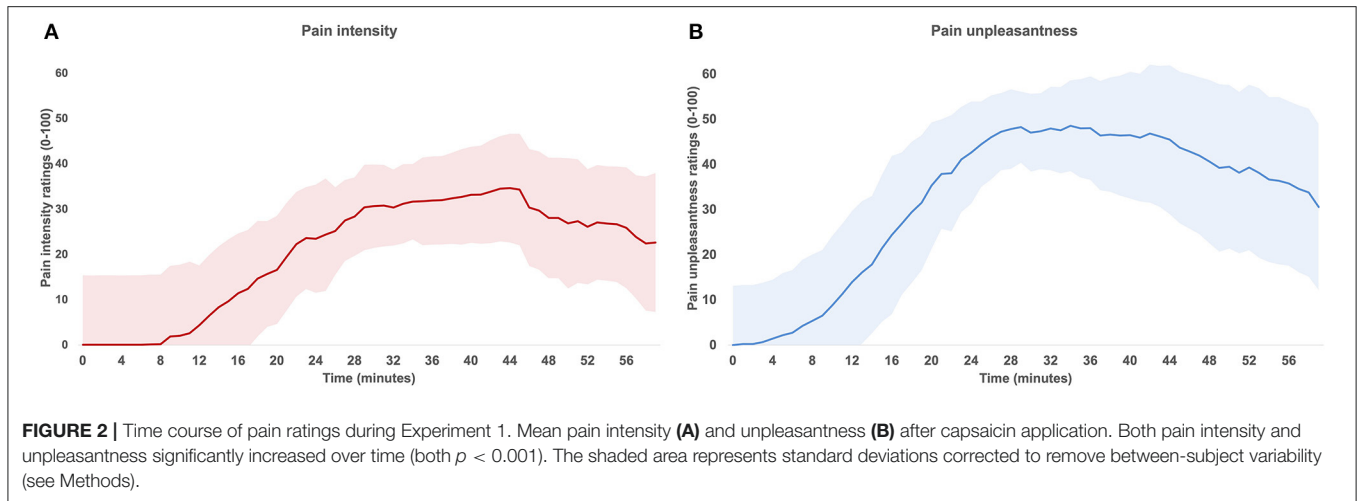 A
Pain intensity
Pain intensity ratings (0-100)
60
50
40
30
20
10
0
0 4 8 12 16 20 24 28 32 36 40 44 48 52 56
Time (minutes)
B
Pain unpleasantness
Pain unpleasantness ratings (0-100)
60
50
40
30
20
10
0
0 4 8 12 16 20 24 28 32 36 40 44 48 52 56
Time (minutes)
FIGURE 2 | Time course of pain ratings during Experiment 1. Mean pain intensity (A) and unpleasantness (B) after capsaicin application. Both pain intensity and
unpleasantness significantly increased over time (both p < 0.001). The shaded area represents standard deviations corrected to remove between-subject variability
(see Methods).